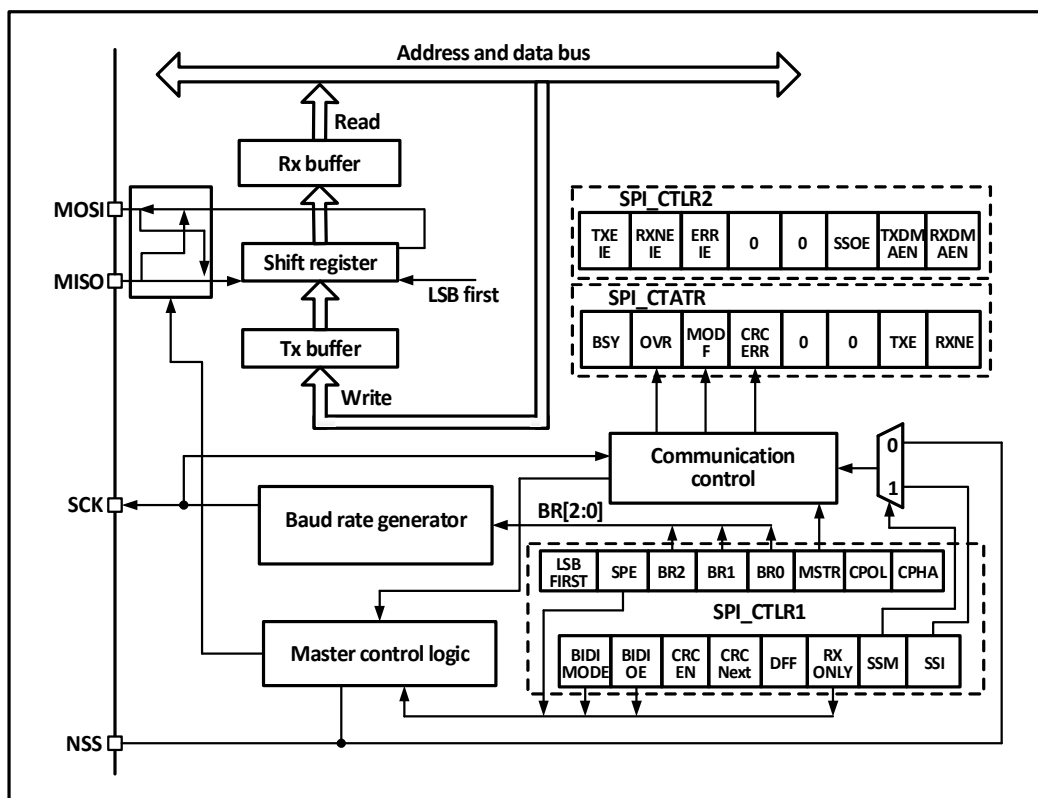 Address and data bus
Read
Rx buffer
MOSI
SPI_CTLR2
TXE IE RXNE IE ERR IE 0 0 SSOE TXDM AEN RXDM AEN
Shift register
MISO
LSB first
SPI_CTATR
BSY OVR MOD F CRC ERR 0 0 TXE RXNE
Tx buffer
Write
Communication control
0
1
SCK
Baud rate generator
BR[2:0]
LSB FIRST SPE BR2 BR1 BR0 MSTR CPOL CPHA
SPI_CTLR1
Master control logic
BIDI MODE BIDI OE CRC EN CRC Next DFF RX ONLY SSM SSI
NSS